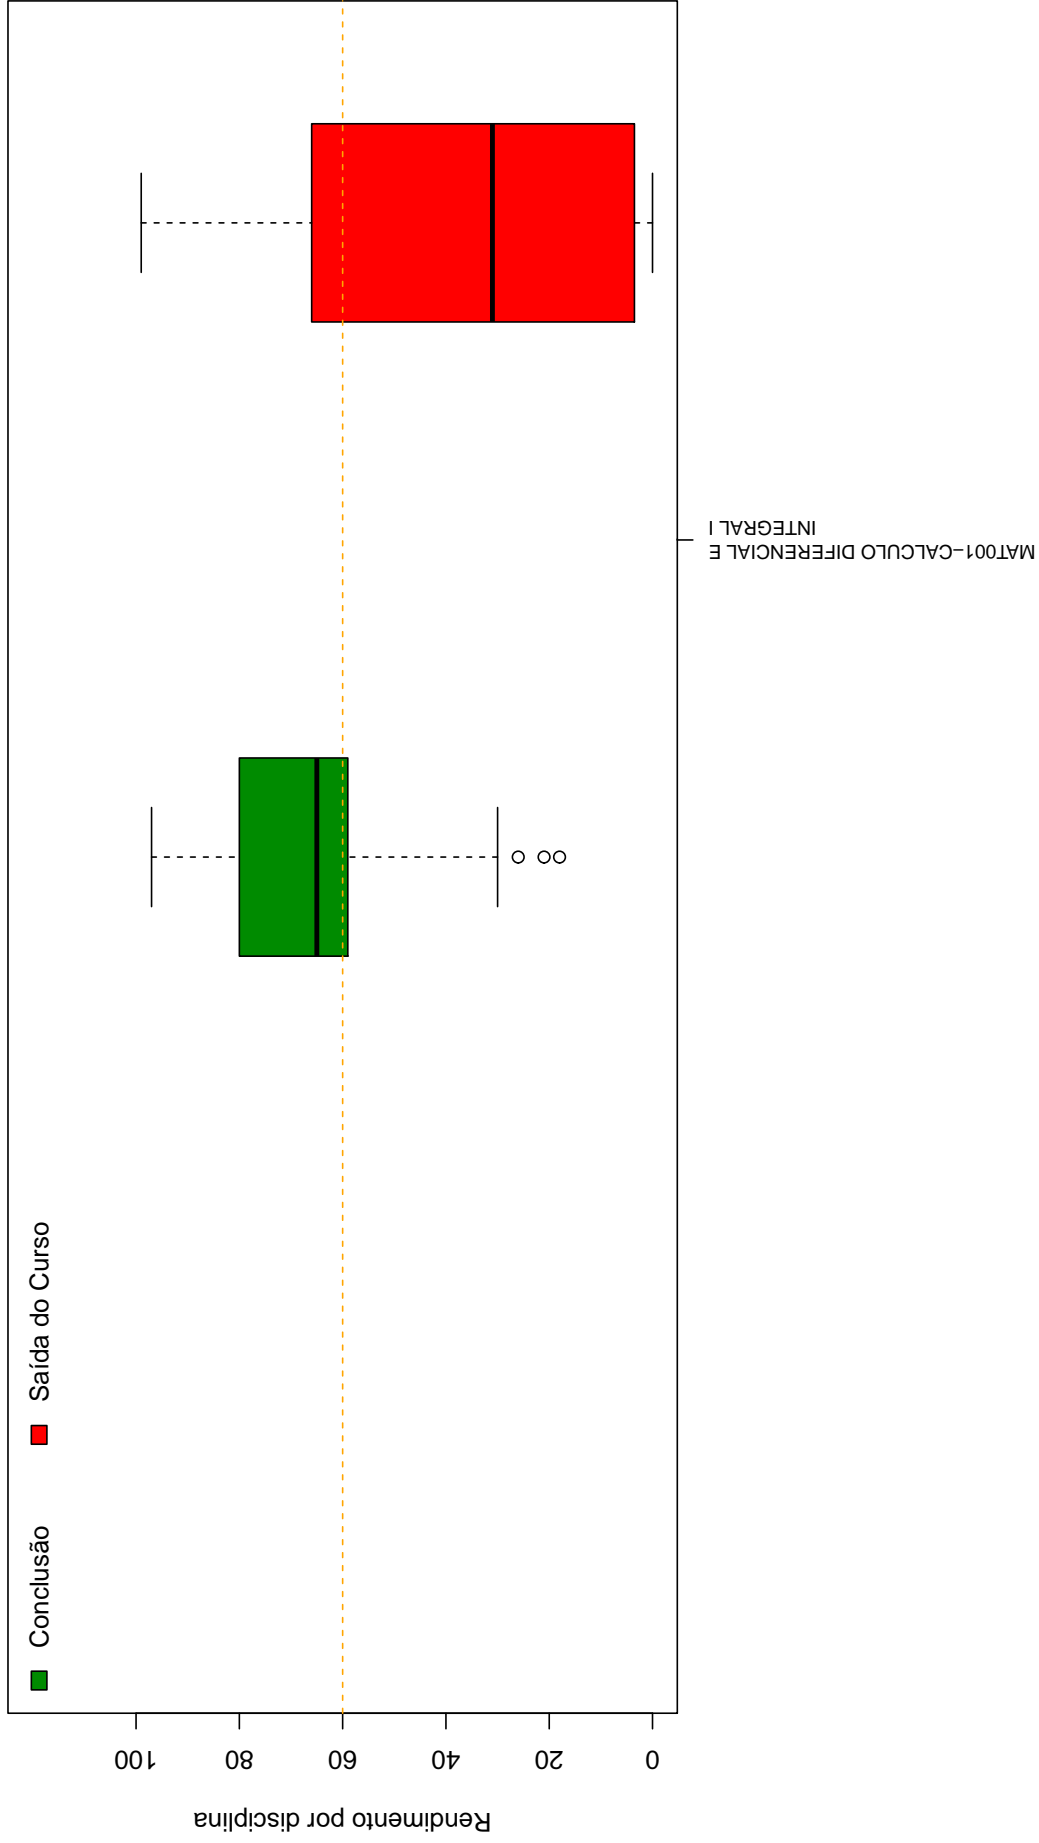 Conclusão
Saída do Curso
100
80
60
40
20
0
Rendimento por disciplina
MAT001-CALCULO DIFERENCIAL E
INTEGRAL I